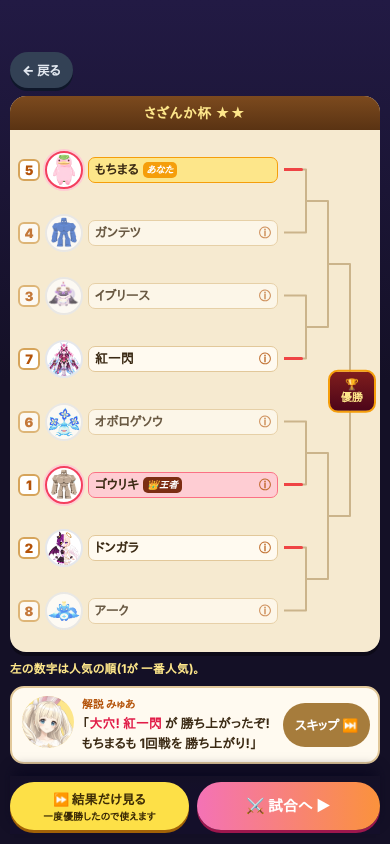 ← 戻る
さざんか杯 ★★
5 もちまる あなた
4 ガンテツ ⓘ
3 イブリース ⓘ
7 紅一閃 ⓘ
優勝
6 オボロゲソウ ⓘ
1 ゴウリキ 👑王者 ⓘ
2 ドンガラ ⓘ
8 アーク ⓘ
左の数字は人気の順(1が 一番人気)。
解説 みゅあ
「大穴! 紅一閃 が 勝ち上がったぞ!
もちまるも 1回戦を 勝ち上がり!」
スキップ ⏩
⏩ 結果だけ見る
一度優勝したので使えます
⚔️ 試合へ ▶